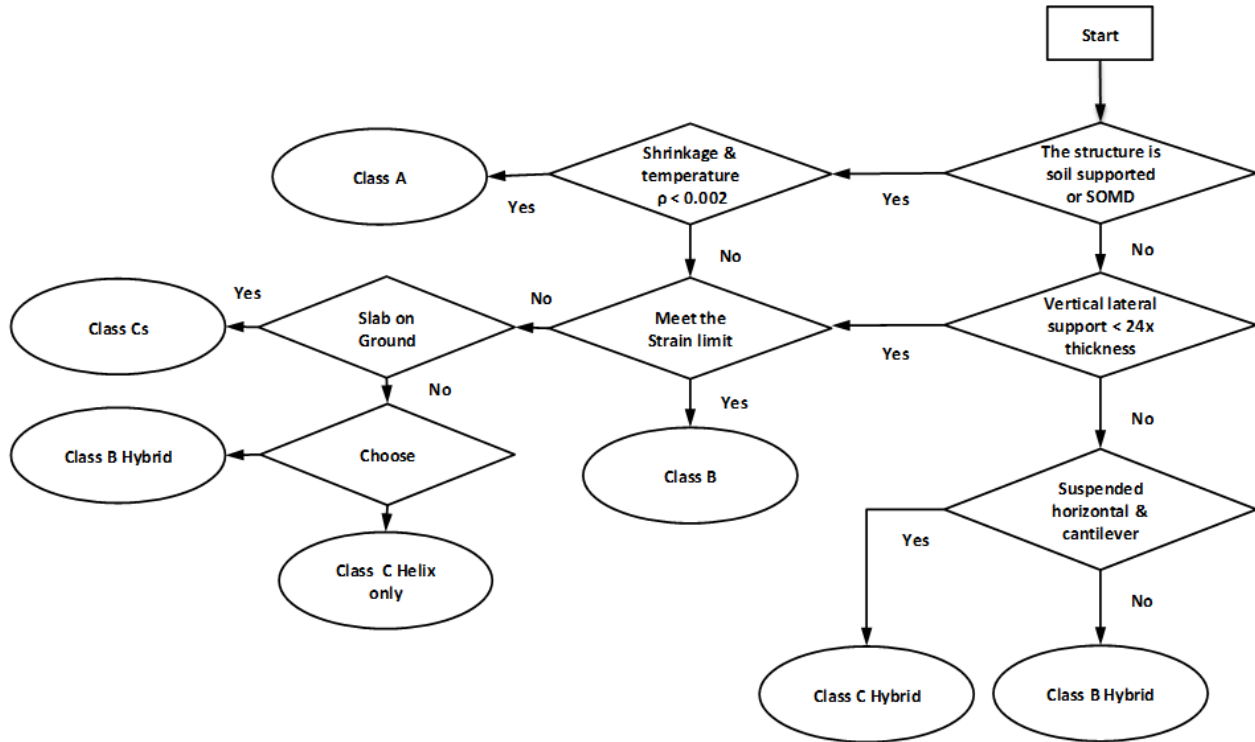 Start
The structure is
soil supported
or SOMD
Yes
No
Shrinkage &
temperature
ρ < 0.002
Yes
No
Class A
Vertical lateral
support < 24x
thickness
Yes
No
Meet the
Strain limit
No
Yes
Slab on
Ground
Yes
No
Class Cs
Choose
Class B Hybrid
Class C Helix
only
Class B
Suspended
horizontal &
cantilever
Yes
No
Class C Hybrid
Class B Hybrid